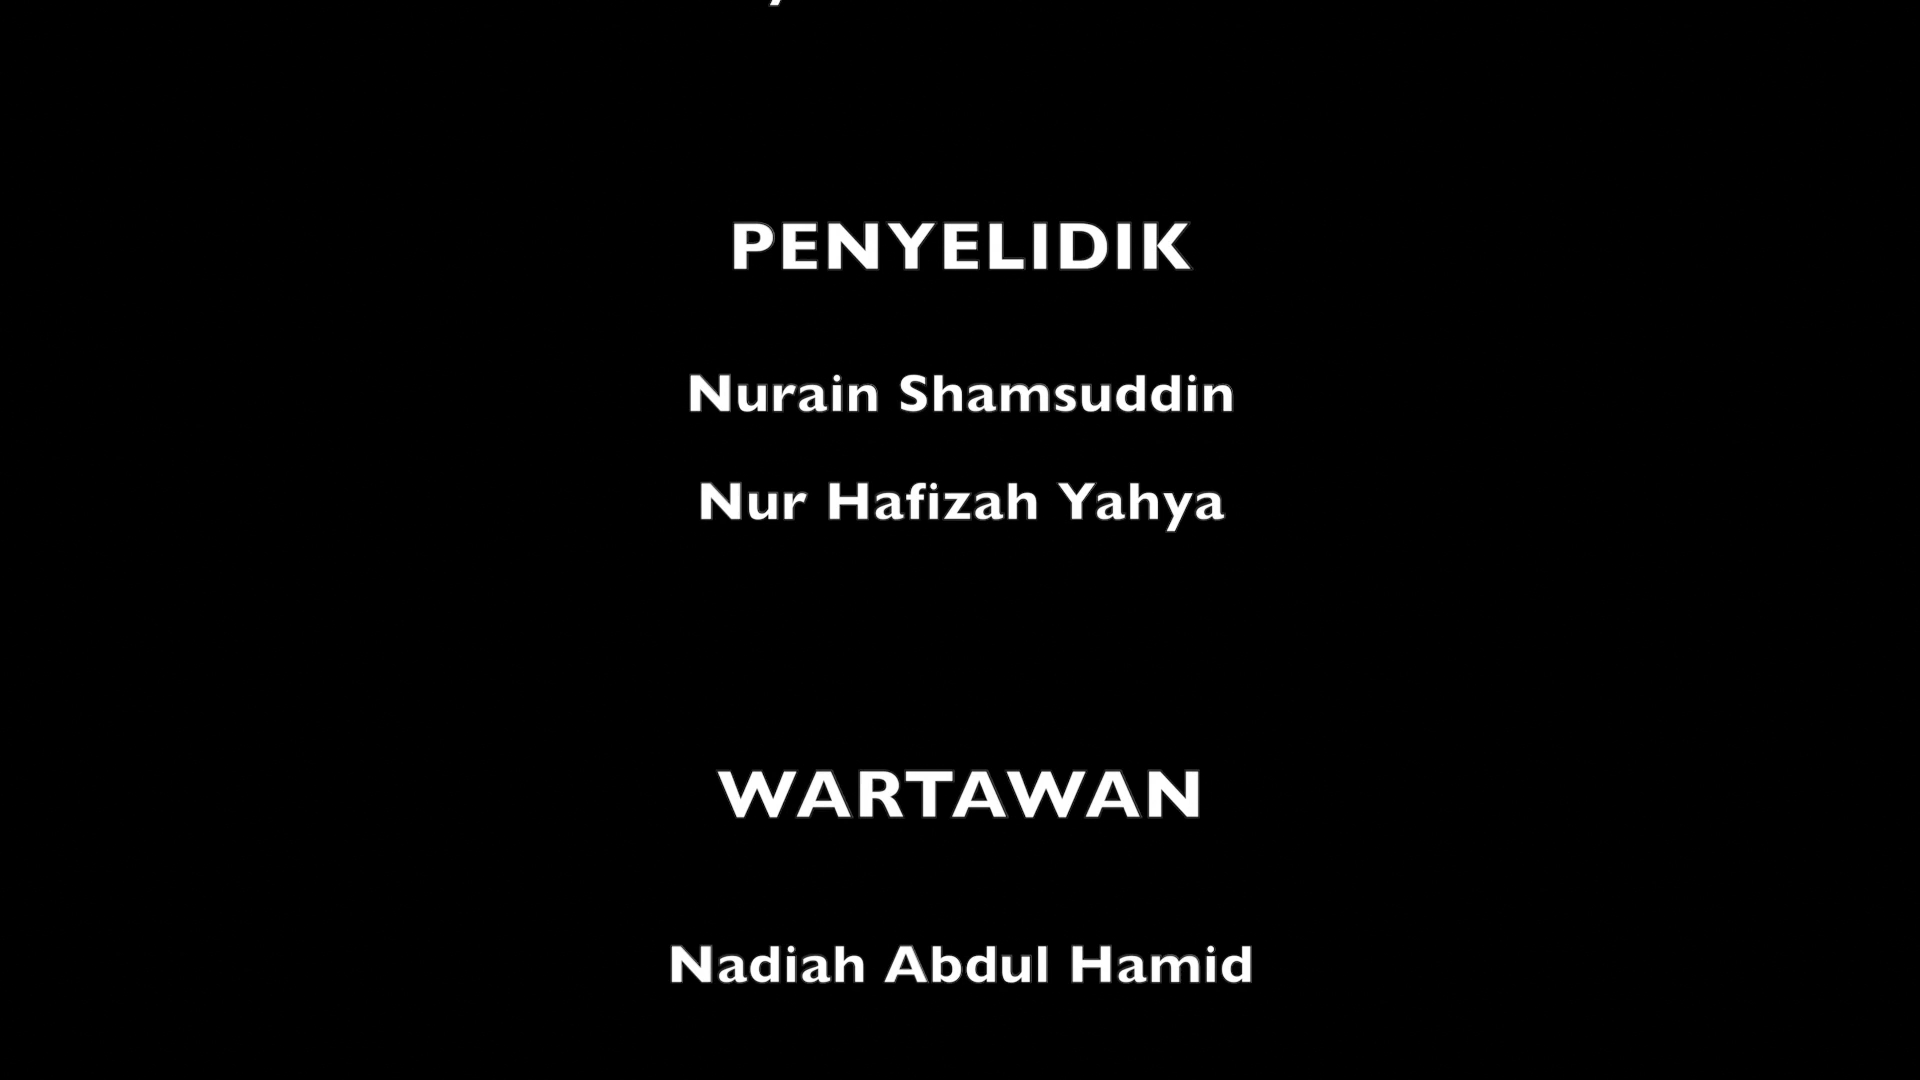 PENYELIDIK
Nurain Shamsuddin
Nur Hafizah Yahya
WARTAWAN
Nadiah Abdul Hamid